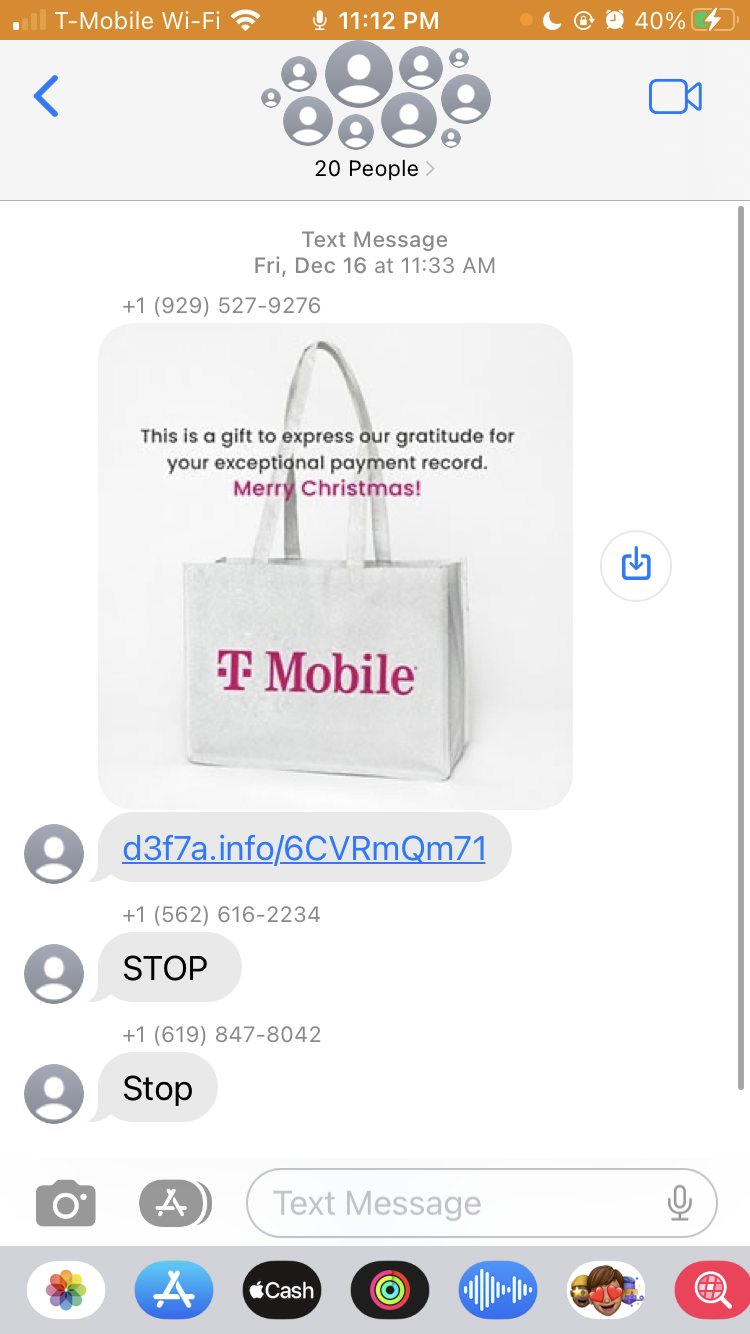 T-Mobile Wi-Fi 11:12 PM 40%
20 People
Text Message
Fri, Dec 16 at 11:33 AM
+1 (929) 527-9276
This is a gift to express our gratitude for
your exceptional payment record.
Merry Christmas!
T Mobile
d3f7a.info/6CVRmQm71
+1 (562) 616-2234
STOP
+1 (619) 847-8042
Stop
Text Message
Cash